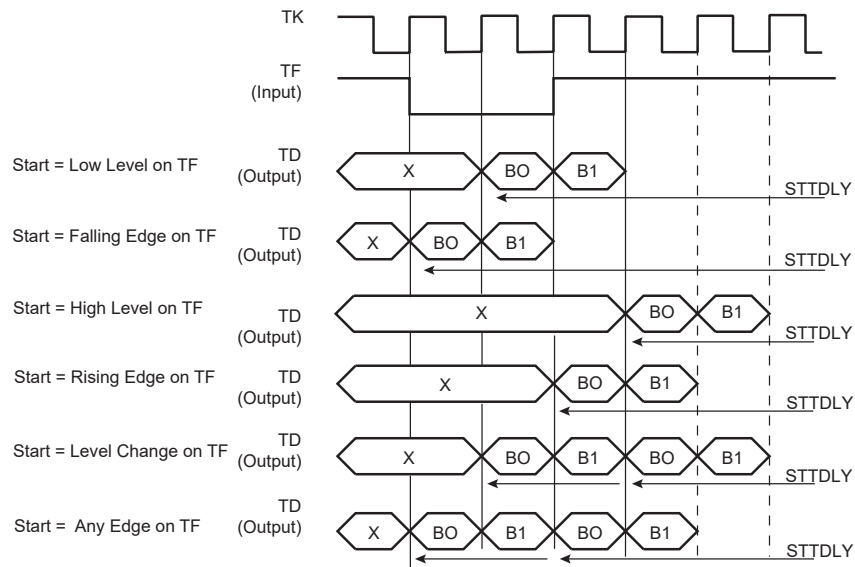 TK
TF
(Input)
Start = Low Level on TF
TD
(Output)
X
BO
B1
STTDLY
Start = Falling Edge on TF
TD
(Output)
X
BO
B1
STTDLY
Start = High Level on TF
TD
(Output)
X
BO
B1
STTDLY
Start = Rising Edge on TF
TD
(Output)
X
BO
B1
STTDLY
Start = Level Change on TF
TD
(Output)
X
BO
B1
BO
B1
STTDLY
Start = Any Edge on TF
TD
(Output)
X
BO
B1
BO
B1
STTDLY